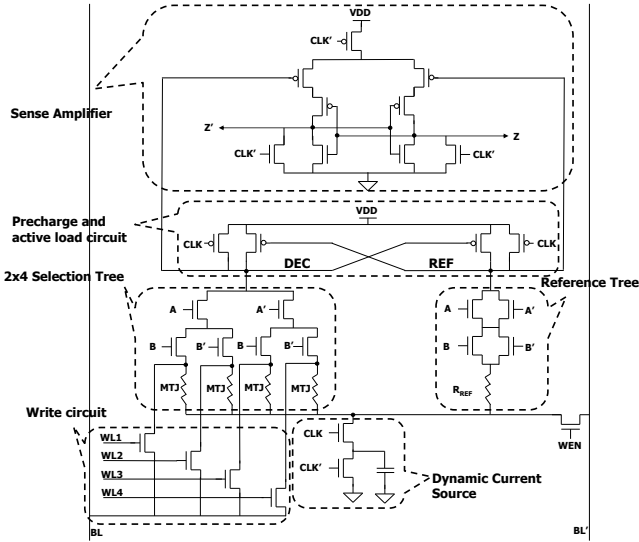 VDD
CLK'
Sense Amplifier
Z'
Z
CLK'
CLK'
Precharge and
active load circuit
VDD
CLK
CLK
DEC
REF
2x4 Selection Tree
Reference Tree
A
A'
A
A'
B
B'
B
B'
B
B'
MTJ
MTJ
MTJ
MTJ
RREF
Write circuit
WL1
WL2
WL3
WL4
CLK
CLK'
WEN
Dynamic Current
Source
BL
BL'